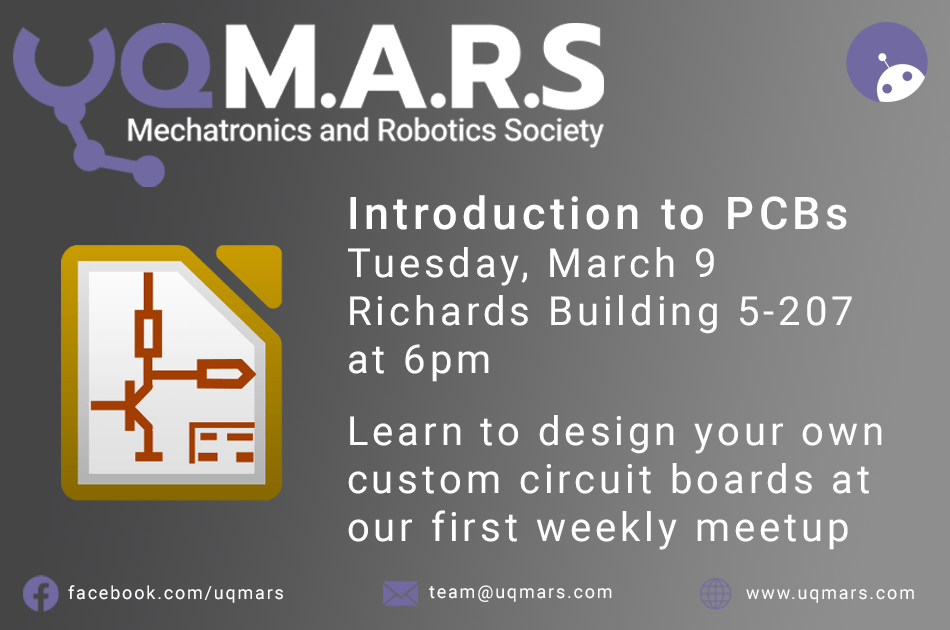 UQM.A.R.S
Mechatronics and Robotics Society
Introduction to PCBs
Tuesday, March 9
Richards Building 5-207
at 6pm
Learn to design your own
custom circuit boards at
our first weekly meetup
facebook.com/uqmars
team@uqmars.com
www.uqmars.com